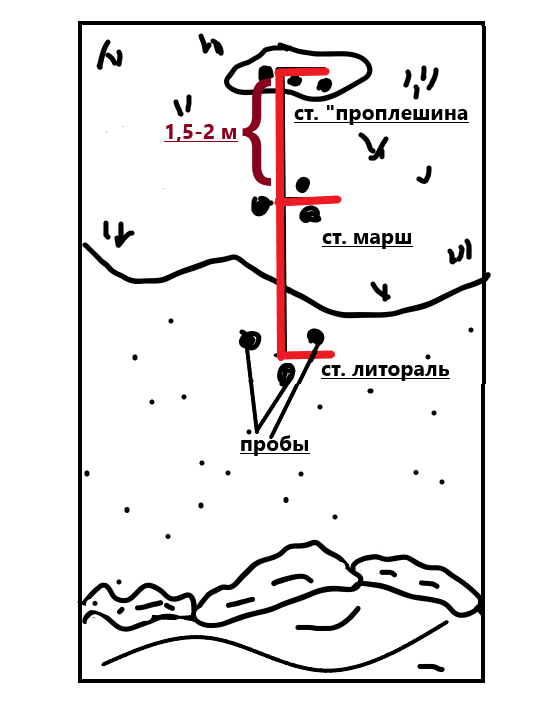 ст. "проплешина
1,5-2 м
ст. марш
ст. литораль
пробы